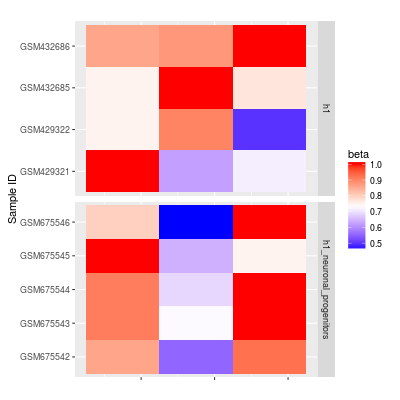 GSM432686
GSM432685
GSM429322
GSM429321
h1
GSM675546
GSM675545
GSM675544
GSM675543
GSM675542
h1_neuronal_progenitors
Sample ID
beta
1.0
0.9
0.8
0.7
0.6
0.5